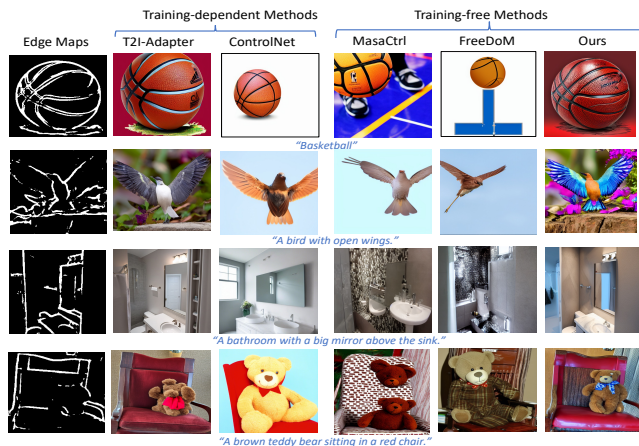 Training-dependent Methods Training-free Methods
Edge Maps T2I-Adapter ControlNet MasaCtrl FreeDoM Ours
"Basketball"
"A bird with open wings."
"A bathroom with a big mirror above the sink."
"A brown teddy bear sitting in a red chair."